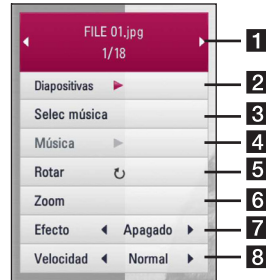 FILE 01.jpg
1
1/18
Diapositivas
2
Selec música
3
Música
4
Rotar
5
Zoom
6
Efecto Apagado
7
Velocidad Normal
8